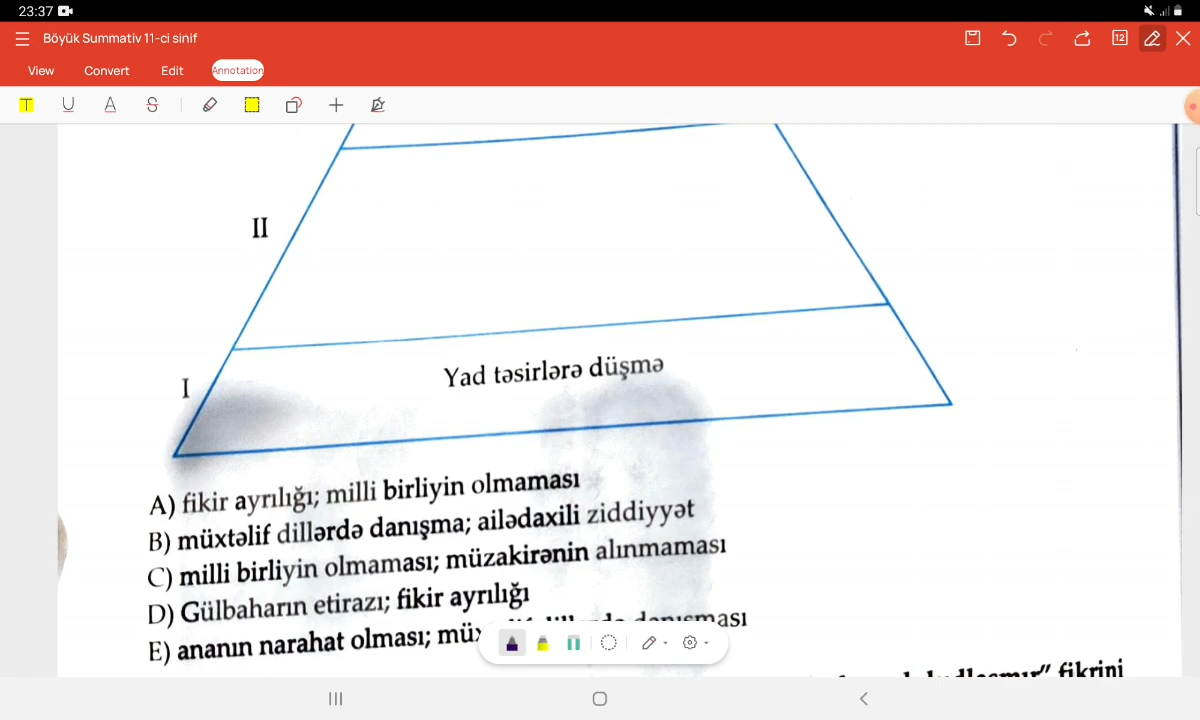 23:37
Böyük Summativ 11-ci sinif
12
View Convert Edit Annotation
T U A S
II
I
Yad təsirlərə düşmə
A) fikir ayrılığı; milli birliyin olmaması
B) müxtəlif dillərdə danışma; ailədaxili ziddiyyət
C) milli birliyin olmaması; müzakirənin alınmaması
D) Gülbaharın etirazı; fikir ayrılığı
E) ananın narahat olması;
fikrini